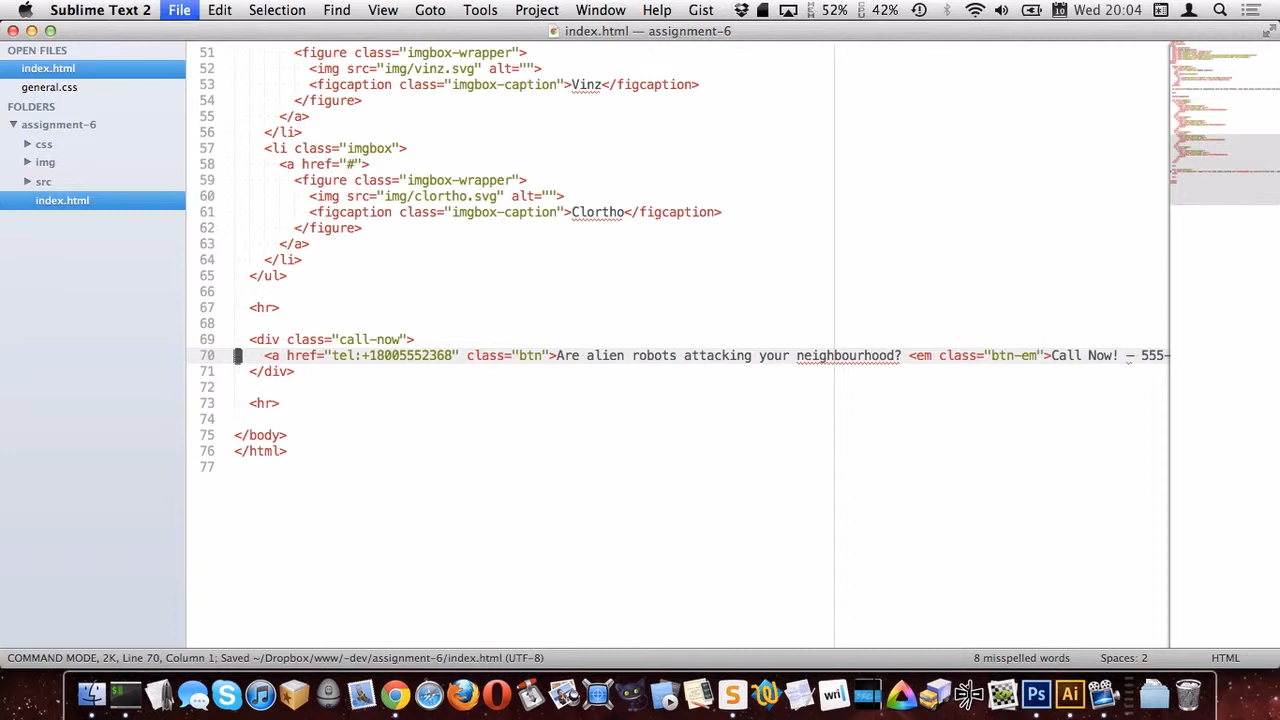 Sublime Text 2 File Edit Selection Find View Goto Tools Project Window Help Gist 52% 42% Wed 20:04
index.html — assignment-6
OPEN FILES
index.html
general.css
FOLDERS
assignment-6
css
img
src
index.html
51 <figure class="imgbox-wrapper">
52 <img src="img/vinz.svg" alt="">
53 <figcaption class="imgbox-caption">Vinz</figcaption>
54 </figure>
55 </a>
56 </li>
57 <li class="imgbox">
58 <a href="#">
59 <figure class="imgbox-wrapper">
60 <img src="img/clortho.svg" alt="">
61 <figcaption class="imgbox-caption">Clortho</figcaption>
62 </figure>
63 </a>
64 </li>
65 </ul>
66
67 <hr>
68
69 <div class="call-now">
70 <a href="tel:+18005552368" class="btn">Are alien robots attacking your neighbourhood? <em class="btn-em">Call Now! — 555-
71 </div>
72
73 <hr>
74
75 </body>
76 </html>
77
COMMAND MODE, 2K, Line 70, Column 1; Saved ~/Dropbox/www/-dev/assignment-6/index.html (UTF-8) 8 misspelled words Spaces: 2 HTML
wri
Ps
Ai